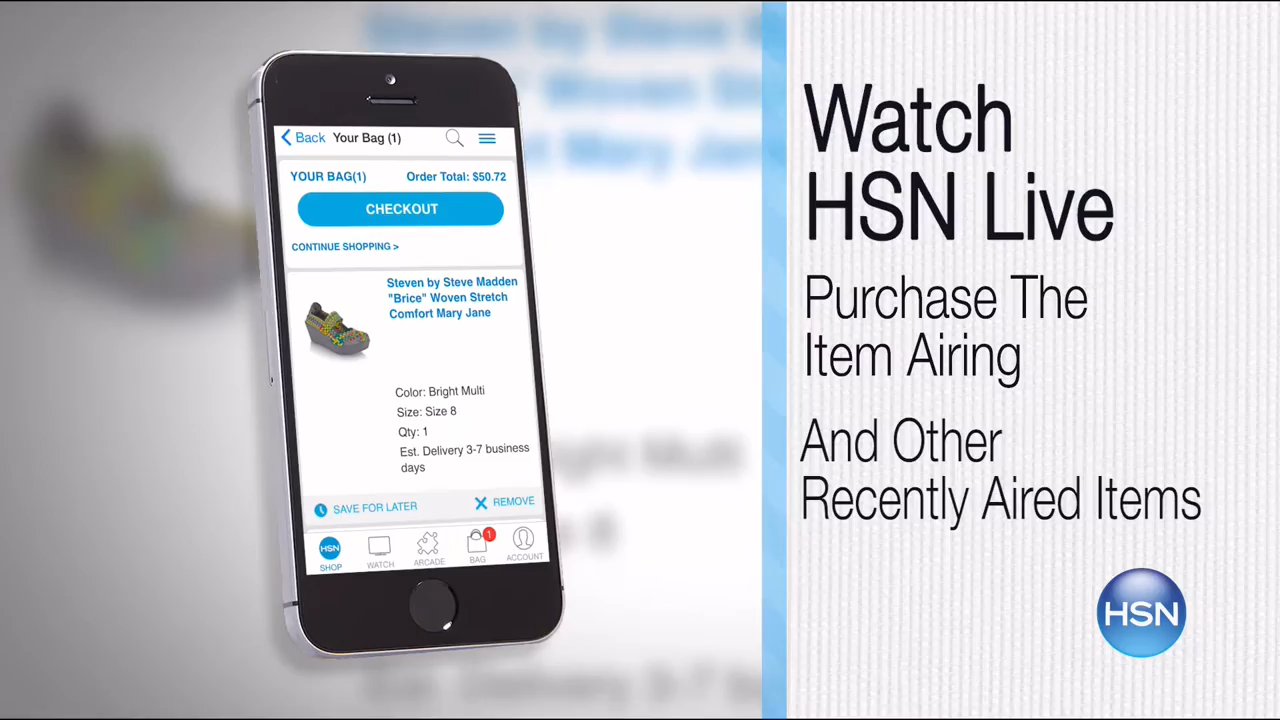 Back Your Bag (1)
YOUR BAG(1) Order Total: $50.72
CHECKOUT
CONTINUE SHOPPING >
Steven by Steve Madden
"Brice" Woven Stretch
Comfort Mary Jane
Color: Bright Multi
Size: Size 8
Qty: 1
Est. Delivery 3-7 business
days
SAVE FOR LATER REMOVE
HSN 1
SHOP WATCH ARCADE BAG ACCOUNT
Watch
HSN Live
Purchase The
Item Airing
And Other
Recently Aired Items
HSN